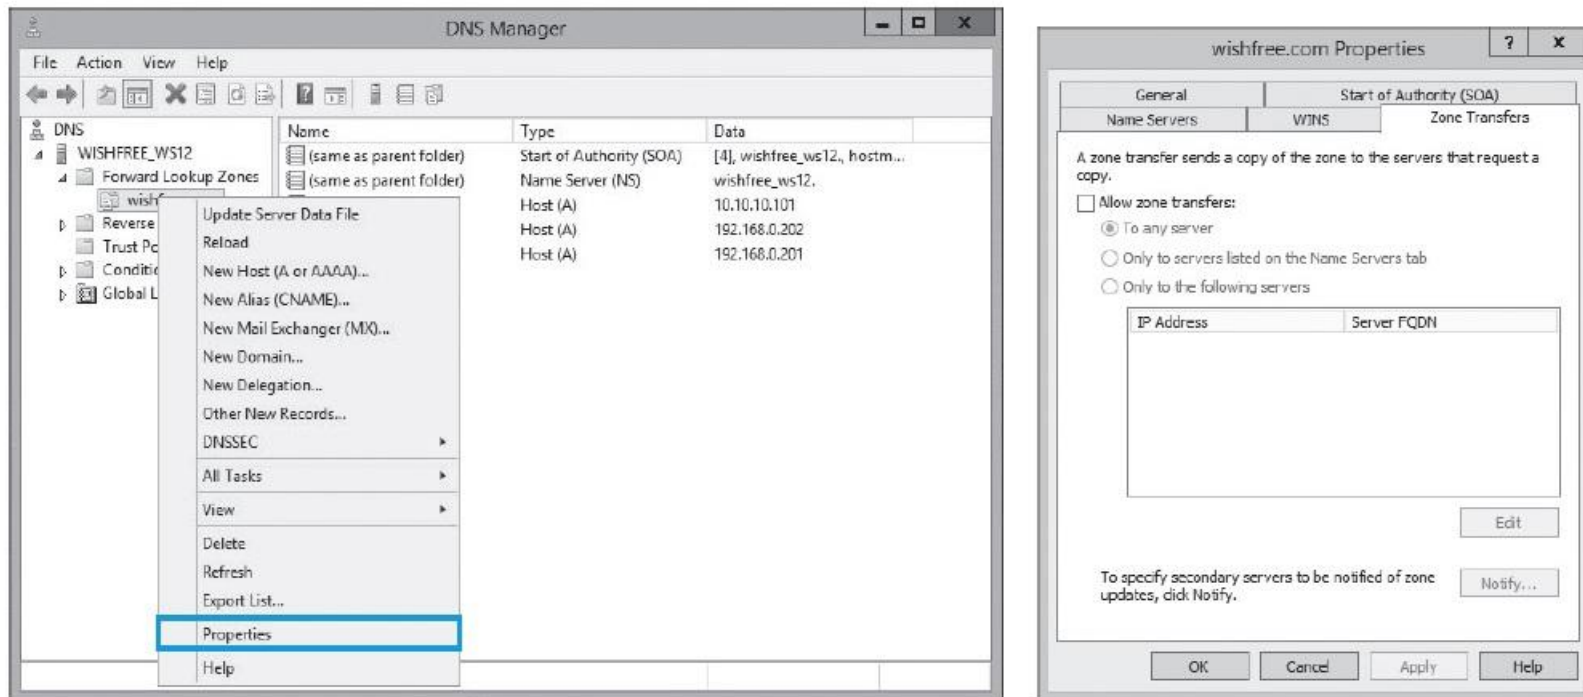 DNS Manager
File Action View Help
DNS
WISHFREE_WS12
Forward Lookup Zones
Reverse
Trust
Global L
Name Type Data
(same as parent folder) Start of Authority (SOA) [4], wishfree_ws12., hostm...
(same as parent folder) Name Server (NS) wishfree_ws12.
Host (A) 10.10.10.101
Host (A) 192.168.0.202
Host (A) 192.168.0.201
Update Server Data File
Reload
New Host (A or AAAA)...
New Alias (CNAME)...
New Mail Exchanger (MX)...
New Domain...
New Delegation...
Other New Records...
DNSSEC
All Tasks
View
Delete
Refresh
Export List...
Properties
Help
wishfree.com Properties
General Start of Authority (SOA)
Name Servers WINS Zone Transfers
A zone transfer sends a copy of the zone to the servers that request a
copy.
Allow zone transfers:
To any server
Only to servers listed on the Name Servers tab
Only to the following servers
IP Address Server FQDN
Edit
To specify secondary servers to be notified of zone
updates, click Notify.
Notify...
OK Cancel Apply Help